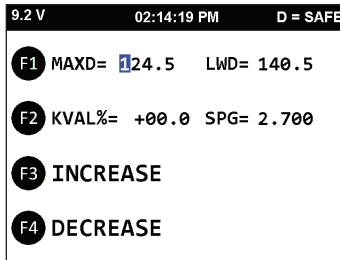 9.2 V 02:14:19 PM D = SAFE
F1 MAXD= 124.5 LWD= 140.5
F2 KVAL%= +00.0 SPG= 2.700
F3 INCREASE
F4 DECREASE